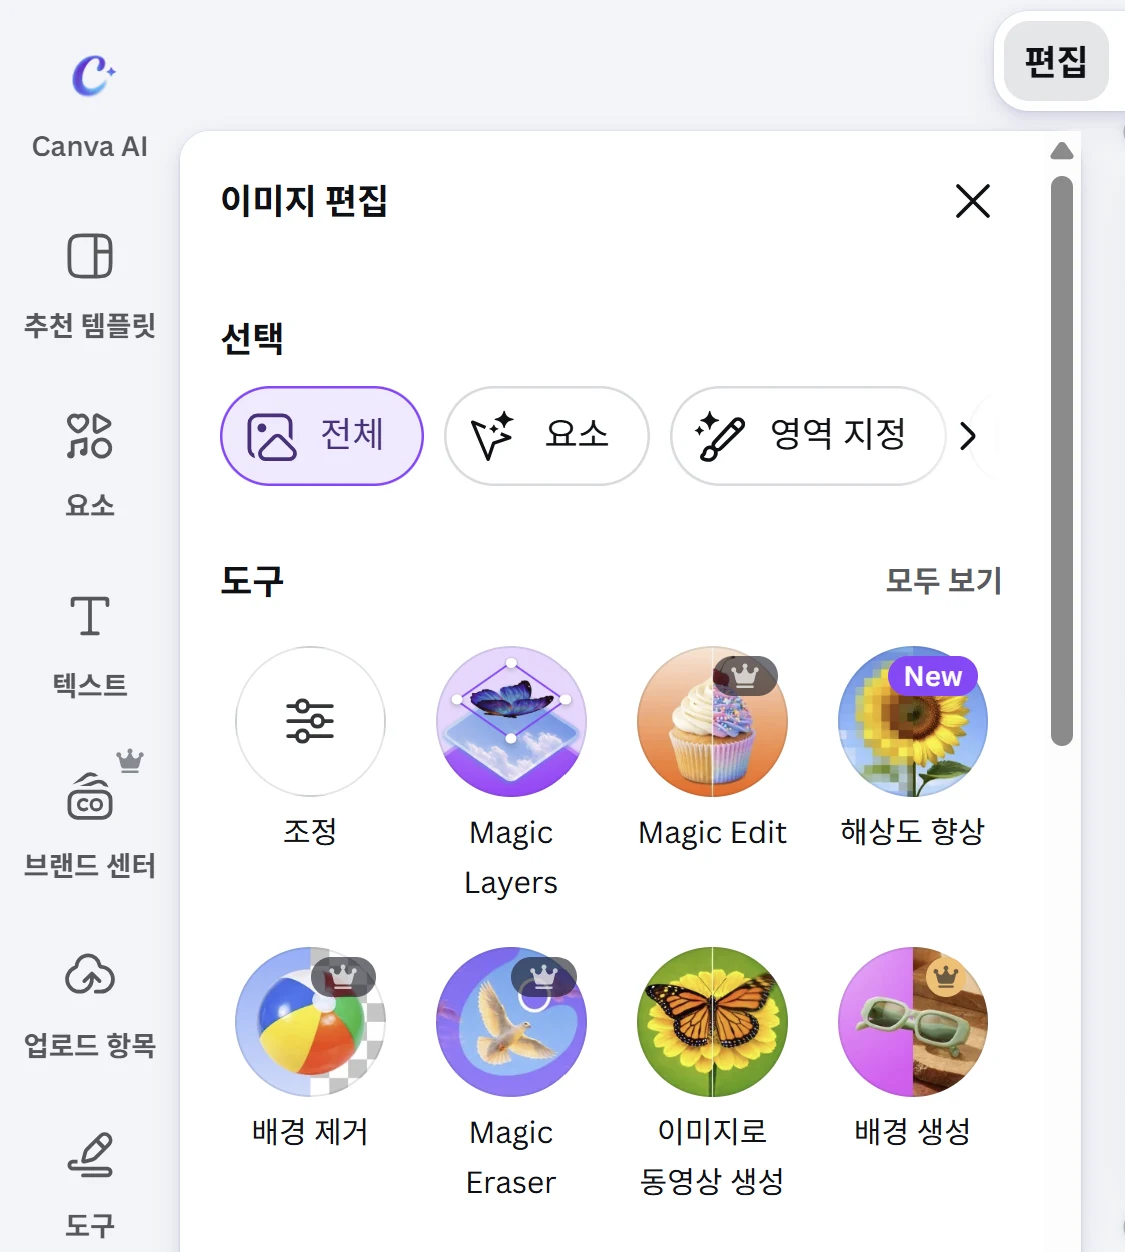 편집
Canva AI
추천 템플릿
요소
텍스트
CO
브랜드 센터
업로드 항목
도구
이미지 편집
선택
전체
요소
영역 지정
도구
모두 보기
New
조정
Magic
Layers
Magic Edit
해상도 향상
배경 제거
Magic
Eraser
이미지로
동영상 생성
배경 생성